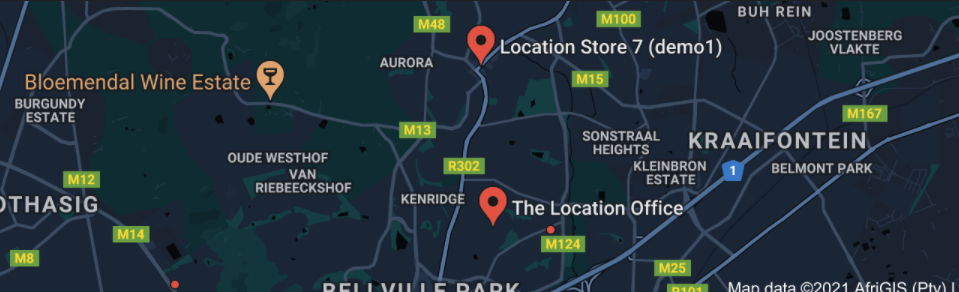 M48
M100
BUH REIN
Location Store 7 (demo1)
JOOSTENBERG
VLAKTE
AURORA
Bloemendal Wine Estate
M15
BURGUNDY
ESTATE
M167
M13
SONSTRAAL
HEIGHTS
KRAAIFONTEIN
OUDE WESTHOF
VAN
RIEBEECKSHOF
R302
KLEINBRON
ESTATE
1
BELMONT PARK
M12
KENRIDGE
OTHASIG
The Location Office
M14
M124
M8
M25
BELLVILLE PARK
R101
Map data ©2021 AfriGIS (Pty) L